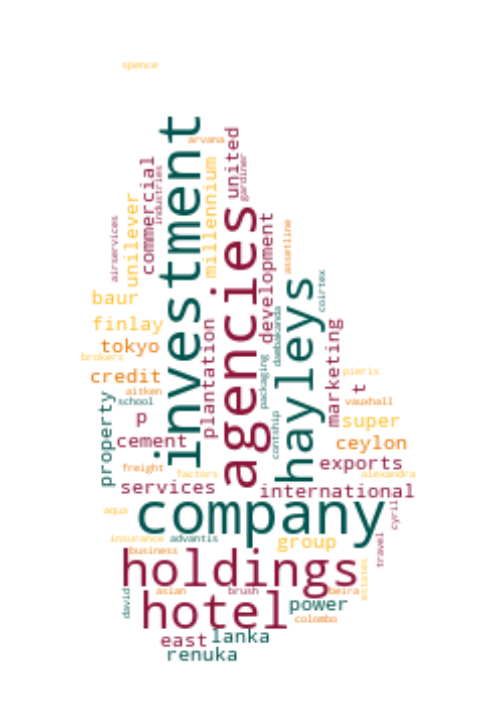 spence
investment
arvana
agencies
united
gardiner
commercial
industries
millennium
unilever
airservices
development
assetline
hayleys
coirtex
baur
finlay
tokyo
brokers
credit
aitken
school
plantation
dambakanda
packaging
marketing
pieris
t
vauxhall
property
p
cement
super
ceylon
contship
freight
factors
exports
alexandra
services
international
company
aqua
cyril
insurance
advantis
group
business
travel
holdings
estates
david
asian
brush
beira
hotel
power
colombo
east
lanka
renuka